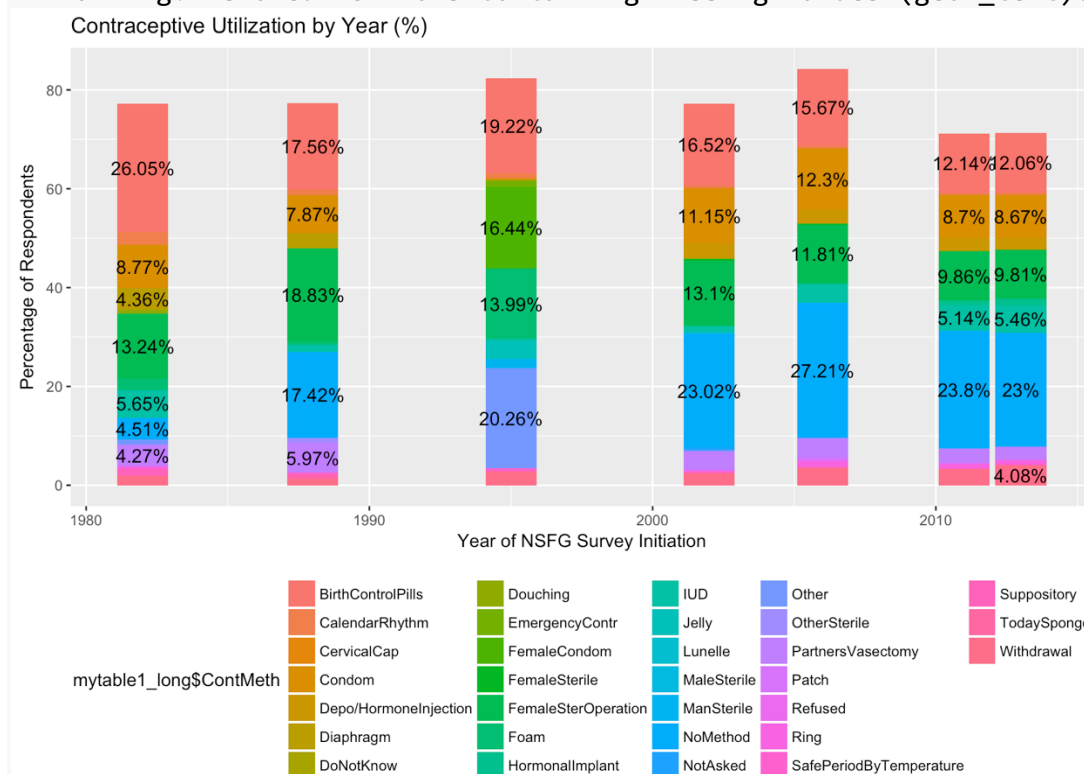 Contraceptive Utilization by Year (%)
Percentage of Respondents
80
60
40
20
0
26.05%
8.77%
4.36%
13.24%
5.65%
4.51%
4.27%
17.56%
7.87%
18.83%
17.42%
5.97%
19.22%
16.44%
13.99%
20.26%
16.52%
11.15%
13.1%
23.02%
15.67%
12.3%
11.81%
27.21%
12.14%
8.7%
9.86%
5.14%
23.8%
12.06%
8.67%
9.81%
5.46%
23%
4.08%
1980 1990 2000 2010
Year of NSFG Survey Initiation
mytable1_long$ContMeth
BirthControlPills
CalendarRhythm
CervicalCap
Condom
Depo/HormoneInjection
Diaphragm
DoNotKnow
Douching
EmergencyContr
FemaleCondom
FemaleSterile
FemaleSterOperation
Foam
HormonalImplant
IUD
Jelly
Lunelle
MaleSterile
ManSterile
NoMethod
NotAsked
Other
OtherSterile
PartnersVasectomy
Patch
Refused
Ring
SafePeriodByTemperature
Suppository
TodaySponge
Withdrawal